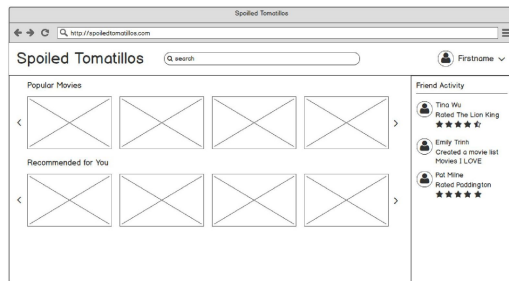 Spoiled Tomatillos
http://spoiledtomatillos.com
Spoiled Tomatillos
search
Firstname
Popular Movies
Recommended for You
Friend Activity
Tina Wu
Rated The Lion King
Emily Trinh
Created a movie list
Movies I LOVE
Pat Milne
Rated Paddington